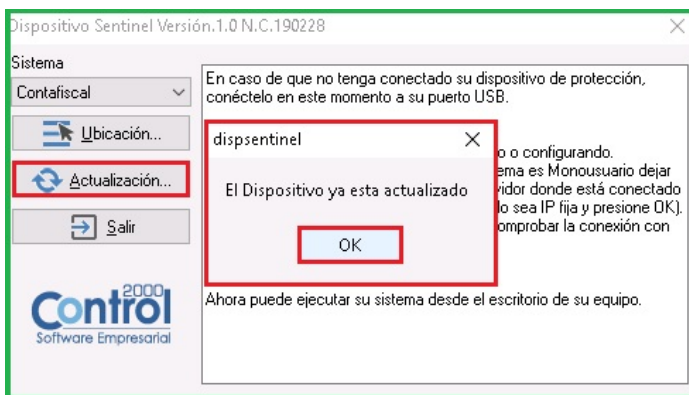 Dispositivo Sentinel Versión.1.0 N.C.190228
Sistema
Contafiscal
Ubicación...
Actualización...
Salir
Control
2000
Software Empresarial
En caso de que no tenga conectado su dispositivo de protección,
conéctelo en este momento a su puerto USB.
o o configurando.
ema es Monousuario dejar
vidor donde está conectado
lo sea IP fija y presione OK).
omprobar la conexión con
Ahora puede ejecutar su sistema desde el escritorio de su equipo.
dispsentinel
El Dispositivo ya esta actualizado
OK